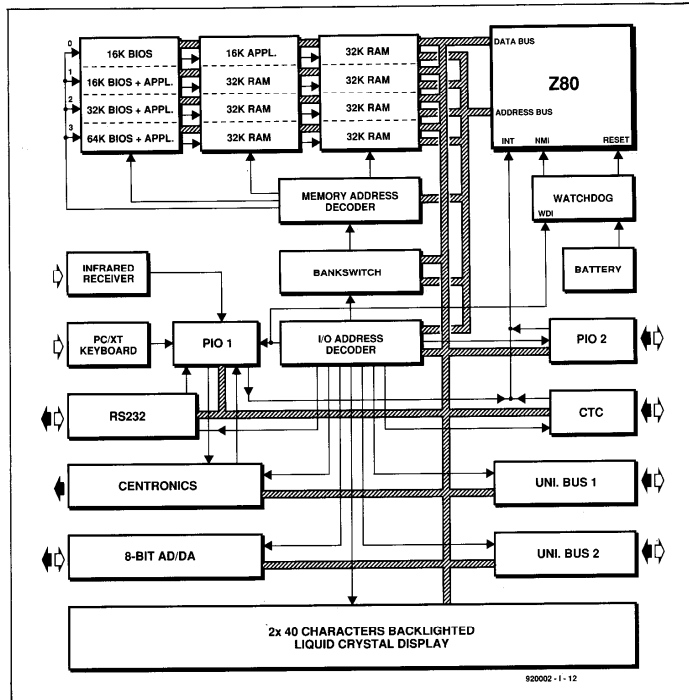 0
16K BIOS
16K APPL.
32K RAM
DATA BUS
Z80
1
16K BIOS + APPL.
32K RAM
32K RAM
2
32K BIOS + APPL.
32K RAM
32K RAM
ADDRESS BUS
3
64K BIOS + APPL.
32K RAM
32K RAM
INT
NMI
RESET
MEMORY ADDRESS
DECODER
WATCHDOG
WDI
INFRARED
RECEIVER
BANKSWITCH
BATTERY
PC/XT
KEYBOARD
PIO 1
I/O ADDRESS
DECODER
PIO 2
RS232
CTC
CENTRONICS
UNI. BUS 1
8-BIT AD/DA
UNI. BUS 2
2x 40 CHARACTERS BACKLIGHTED
LIQUID CRYSTAL DISPLAY
920002 - I - 12